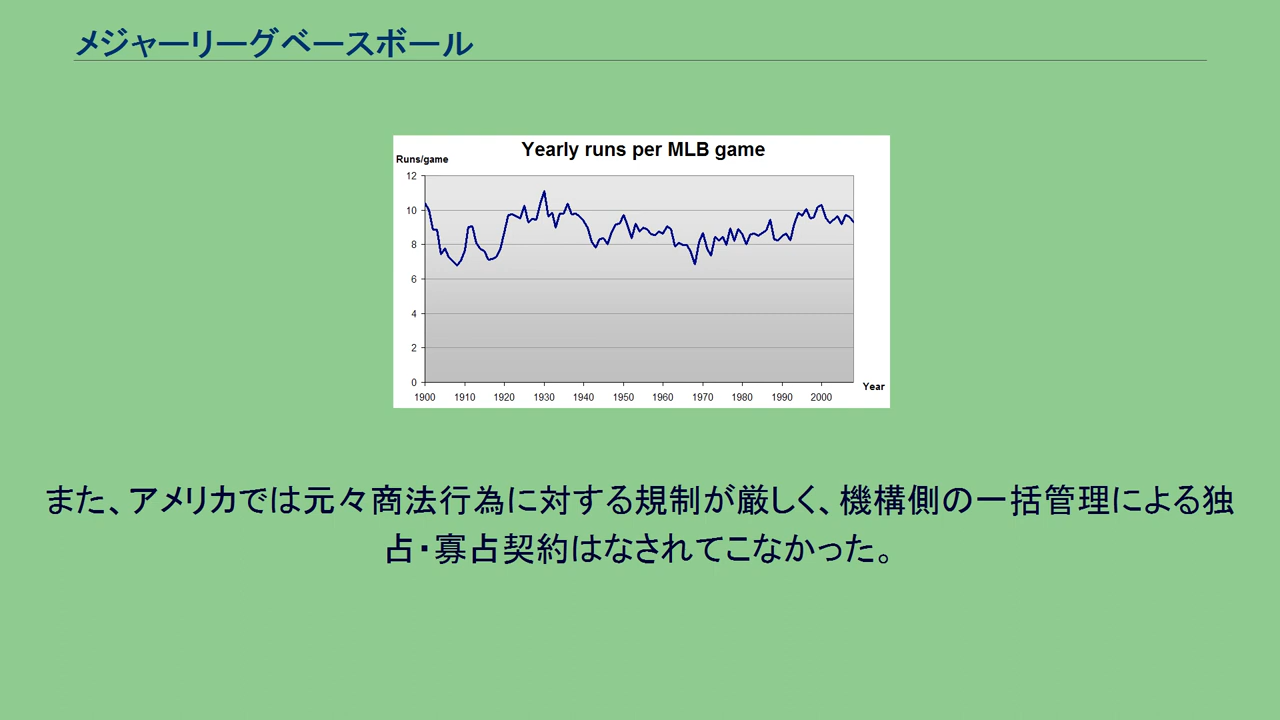 メジャーリーグベースボール
Yearly runs per MLB game
Runs/game
12
10
8
6
4
2
0
1900 1910 1920 1930 1940 1950 1960 1970 1980 1990 2000
Year
また、アメリカでは元々商法行為に対する規制が厳しく、機構側の一括管理による独
占・寡占契約はなされてこなかった。